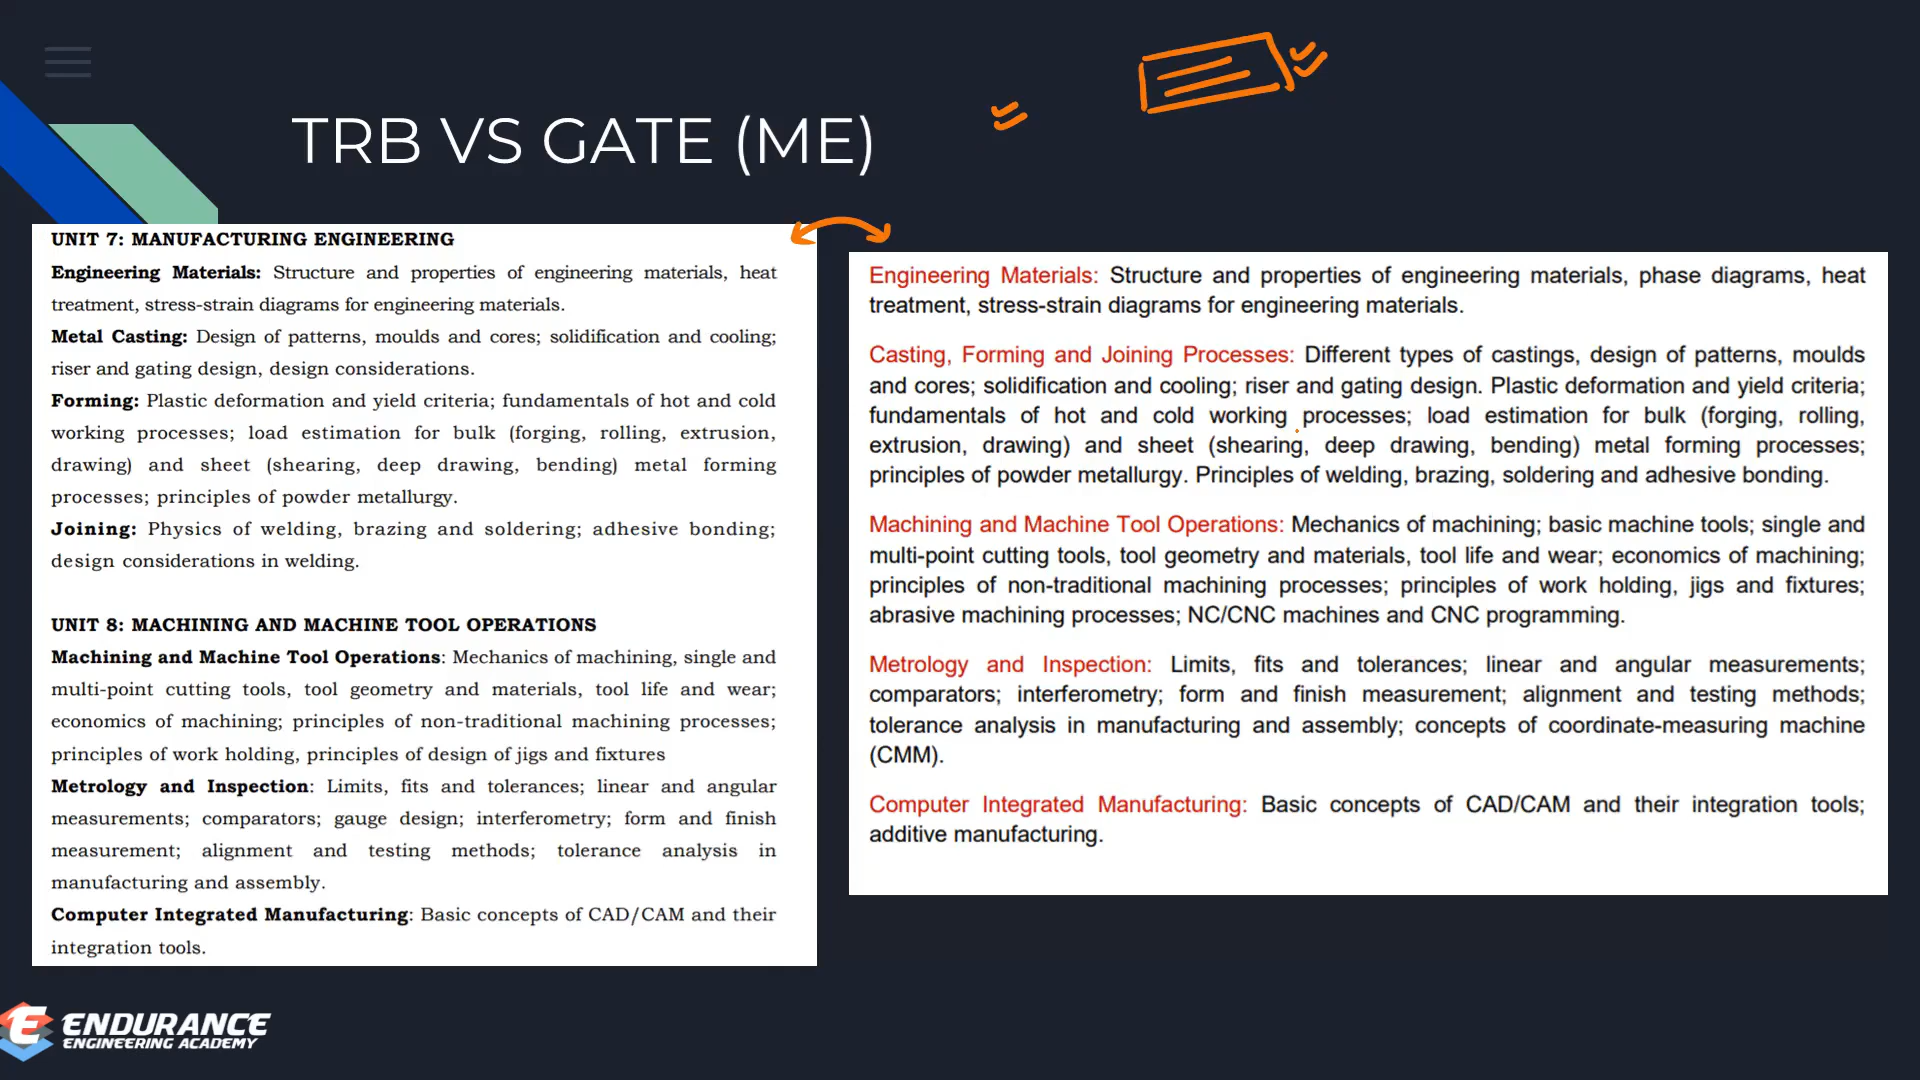 TRB VS GATE (ME)
UNIT 7: MANUFACTURING ENGINEERING
Engineering Materials: Structure and properties of engineering materials, heat
treatment, stress-strain diagrams for engineering materials.
Metal Casting: Design of patterns, moulds and cores; solidification and cooling;
riser and gating design, design considerations.
Forming: Plastic deformation and yield criteria; fundamentals of hot and cold
working processes; load estimation for bulk (forging, rolling, extrusion,
drawing) and sheet (shearing, deep drawing, bending) metal forming
processes; principles of powder metallurgy.
Joining: Physics of welding, brazing and soldering; adhesive bonding;
design considerations in welding.
UNIT 8: MACHINING AND MACHINE TOOL OPERATIONS
Machining and Machine Tool Operations: Mechanics of machining, single and
multi-point cutting tools, tool geometry and materials, tool life and wear;
economics of machining; principles of non-traditional machining processes;
principles of work holding, principles of design of jigs and fixtures
Metrology and Inspection: Limits, fits and tolerances; linear and angular
measurements; comparators; gauge design; interferometry; form and finish
measurement; alignment and testing methods; tolerance analysis in
manufacturing and assembly.
Computer Integrated Manufacturing: Basic concepts of CAD/CAM and their
integration tools.
Engineering Materials: Structure and properties of engineering materials, phase diagrams, heat
treatment, stress-strain diagrams for engineering materials.
Casting, Forming and Joining Processes: Different types of castings, design of patterns, moulds
and cores; solidification and cooling; riser and gating design. Plastic deformation and yield criteria;
fundamentals of hot and cold working processes; load estimation for bulk (forging, rolling,
extrusion, drawing) and sheet (shearing, deep drawing, bending) metal forming processes;
principles of powder metallurgy. Principles of welding, brazing, soldering and adhesive bonding.
Machining and Machine Tool Operations: Mechanics of machining; basic machine tools; single and
multi-point cutting tools, tool geometry and materials, tool life and wear; economics of machining;
principles of non-traditional machining processes; principles of work holding, jigs and fixtures;
abrasive machining processes; NC/CNC machines and CNC programming.
Metrology and Inspection: Limits, fits and tolerances; linear and angular measurements;
comparators; interferometry; form and finish measurement; alignment and testing methods;
tolerance analysis in manufacturing and assembly; concepts of coordinate-measuring machine
(CMM).
Computer Integrated Manufacturing: Basic concepts of CAD/CAM and their integration tools;
additive manufacturing.
ENDURANCE
ENGINEERING ACADEMY